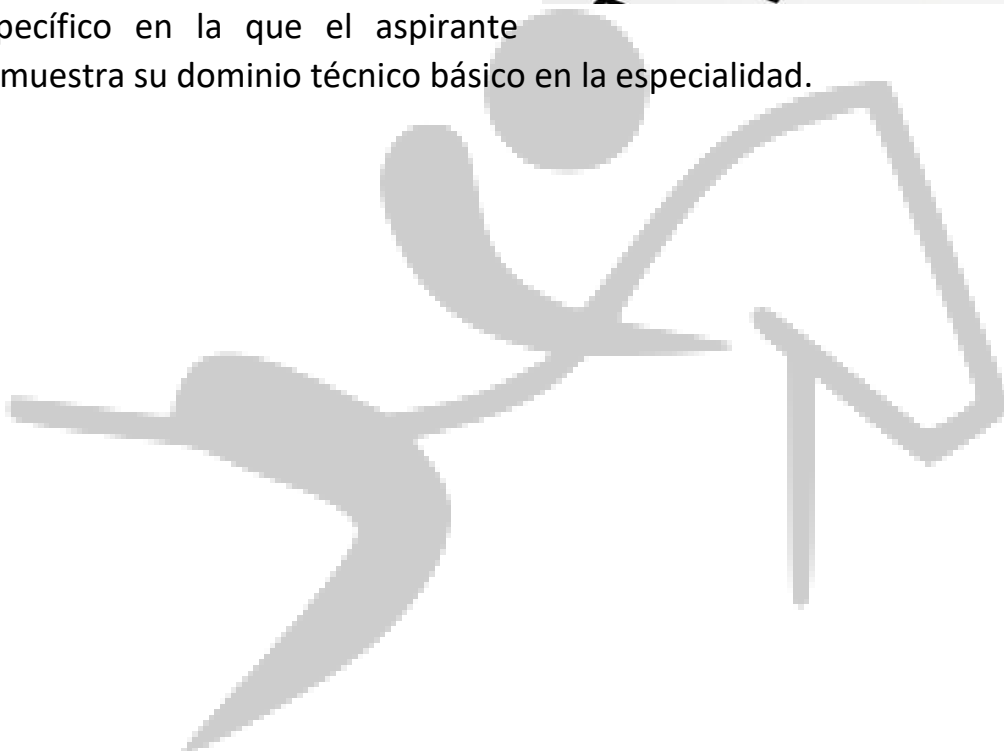 pecífico en la que el aspirante
muestra su dominio técnico básico en la especialidad.